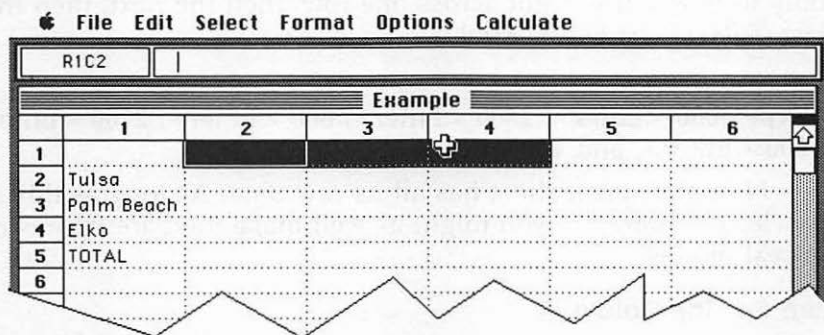 File Edit Select Format Options Calculate
R1C2
Example
1 2 3 4 5 6
1
2 Tulsa
3 Palm Beach
4 Elko
5 TOTAL
6